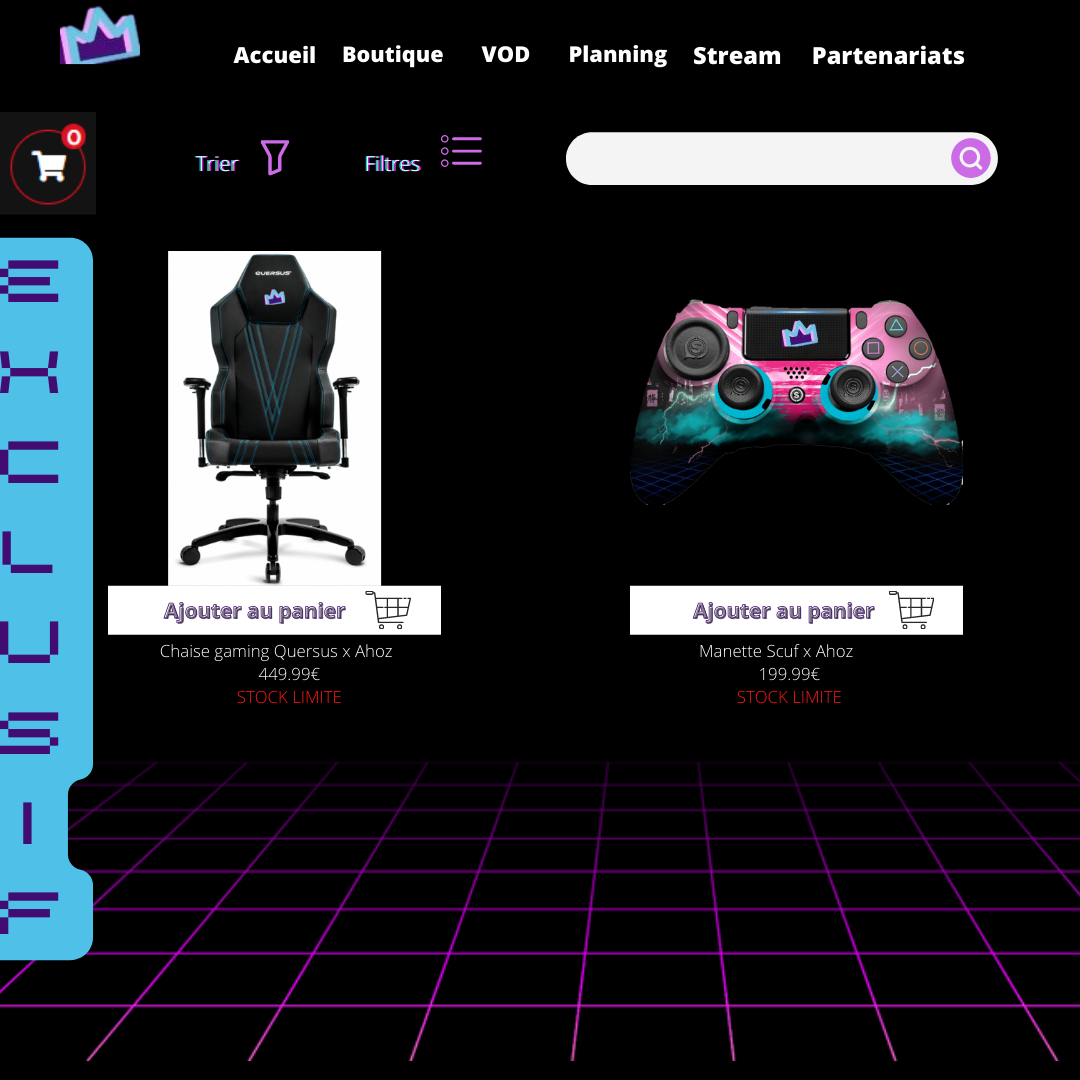 Accueil Boutique VOD Planning Stream Partenariats
0
Trier Filtres
EXCLUSIF
QUERSUS
Ajouter au panier
Chaise gaming Quersus x Ahoz
449.99€
STOCK LIMITE
Ajouter au panier
Manette Scuf x Ahoz
199.99€
STOCK LIMITE